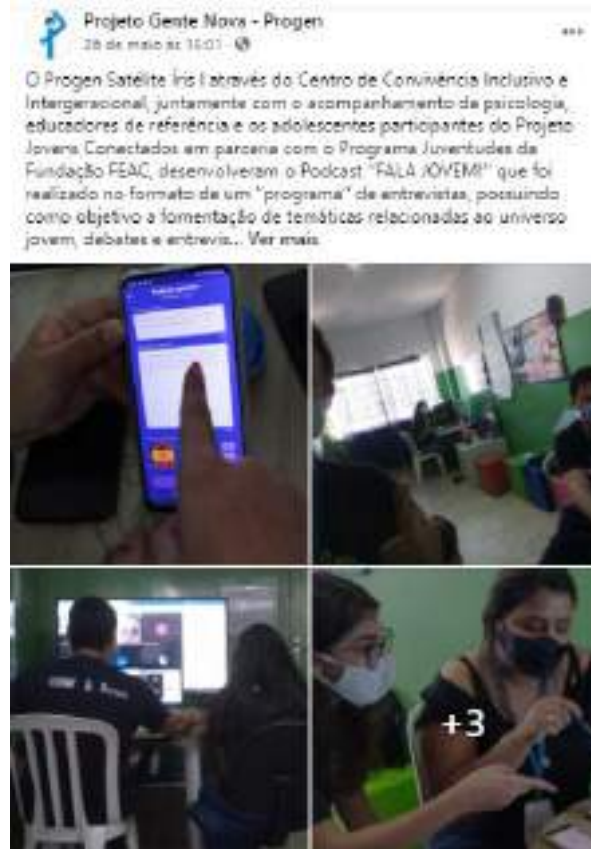 Projeto Gente Nova - Progen
28 de maio às 16:01 ·
O Progen Satélite Íris I através do Centro de Convivência Inclusivo e
Intergeracional, juntamente com o acompanhamento da psicologia,
educadores de referência e os adolescentes participantes do Projeto
Jovens Conectados em parceria com o Programa Juventudes da
Fundação FEAC, desenvolveram o Podcast "FALA JOVEM!" que foi
realizado no formato de um "programa" de entrevistas, possuindo
como objetivo a fomentação de temáticas relacionadas ao universo
jovem, debates e entrevis... Ver mais
+3